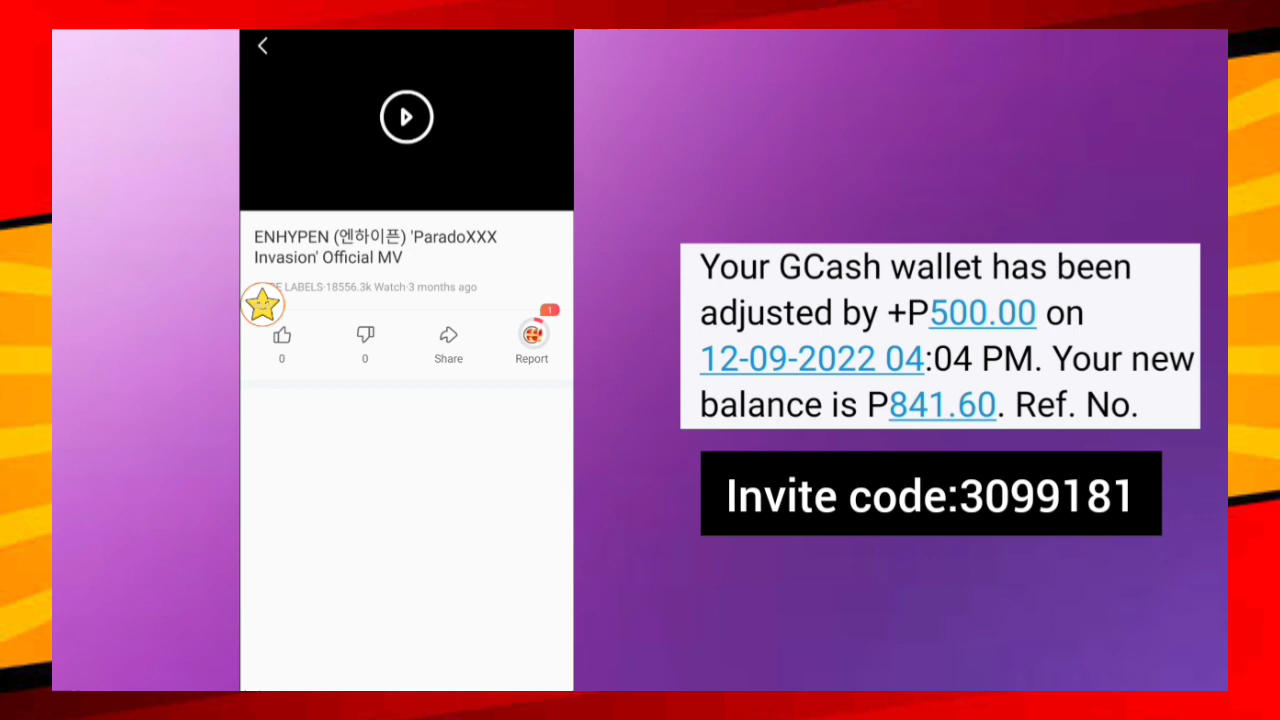 ENHYPEN (엔하이픈) 'ParadoXXX
Invasion' Official MV
LABELS·18556.3k Watch·3 months ago
1
0
0
Share
Report
Your GCash wallet has been
adjusted by +P500.00 on
12-09-2022 04:04 PM. Your new
balance is P841.60. Ref. No.
Invite code:3099181